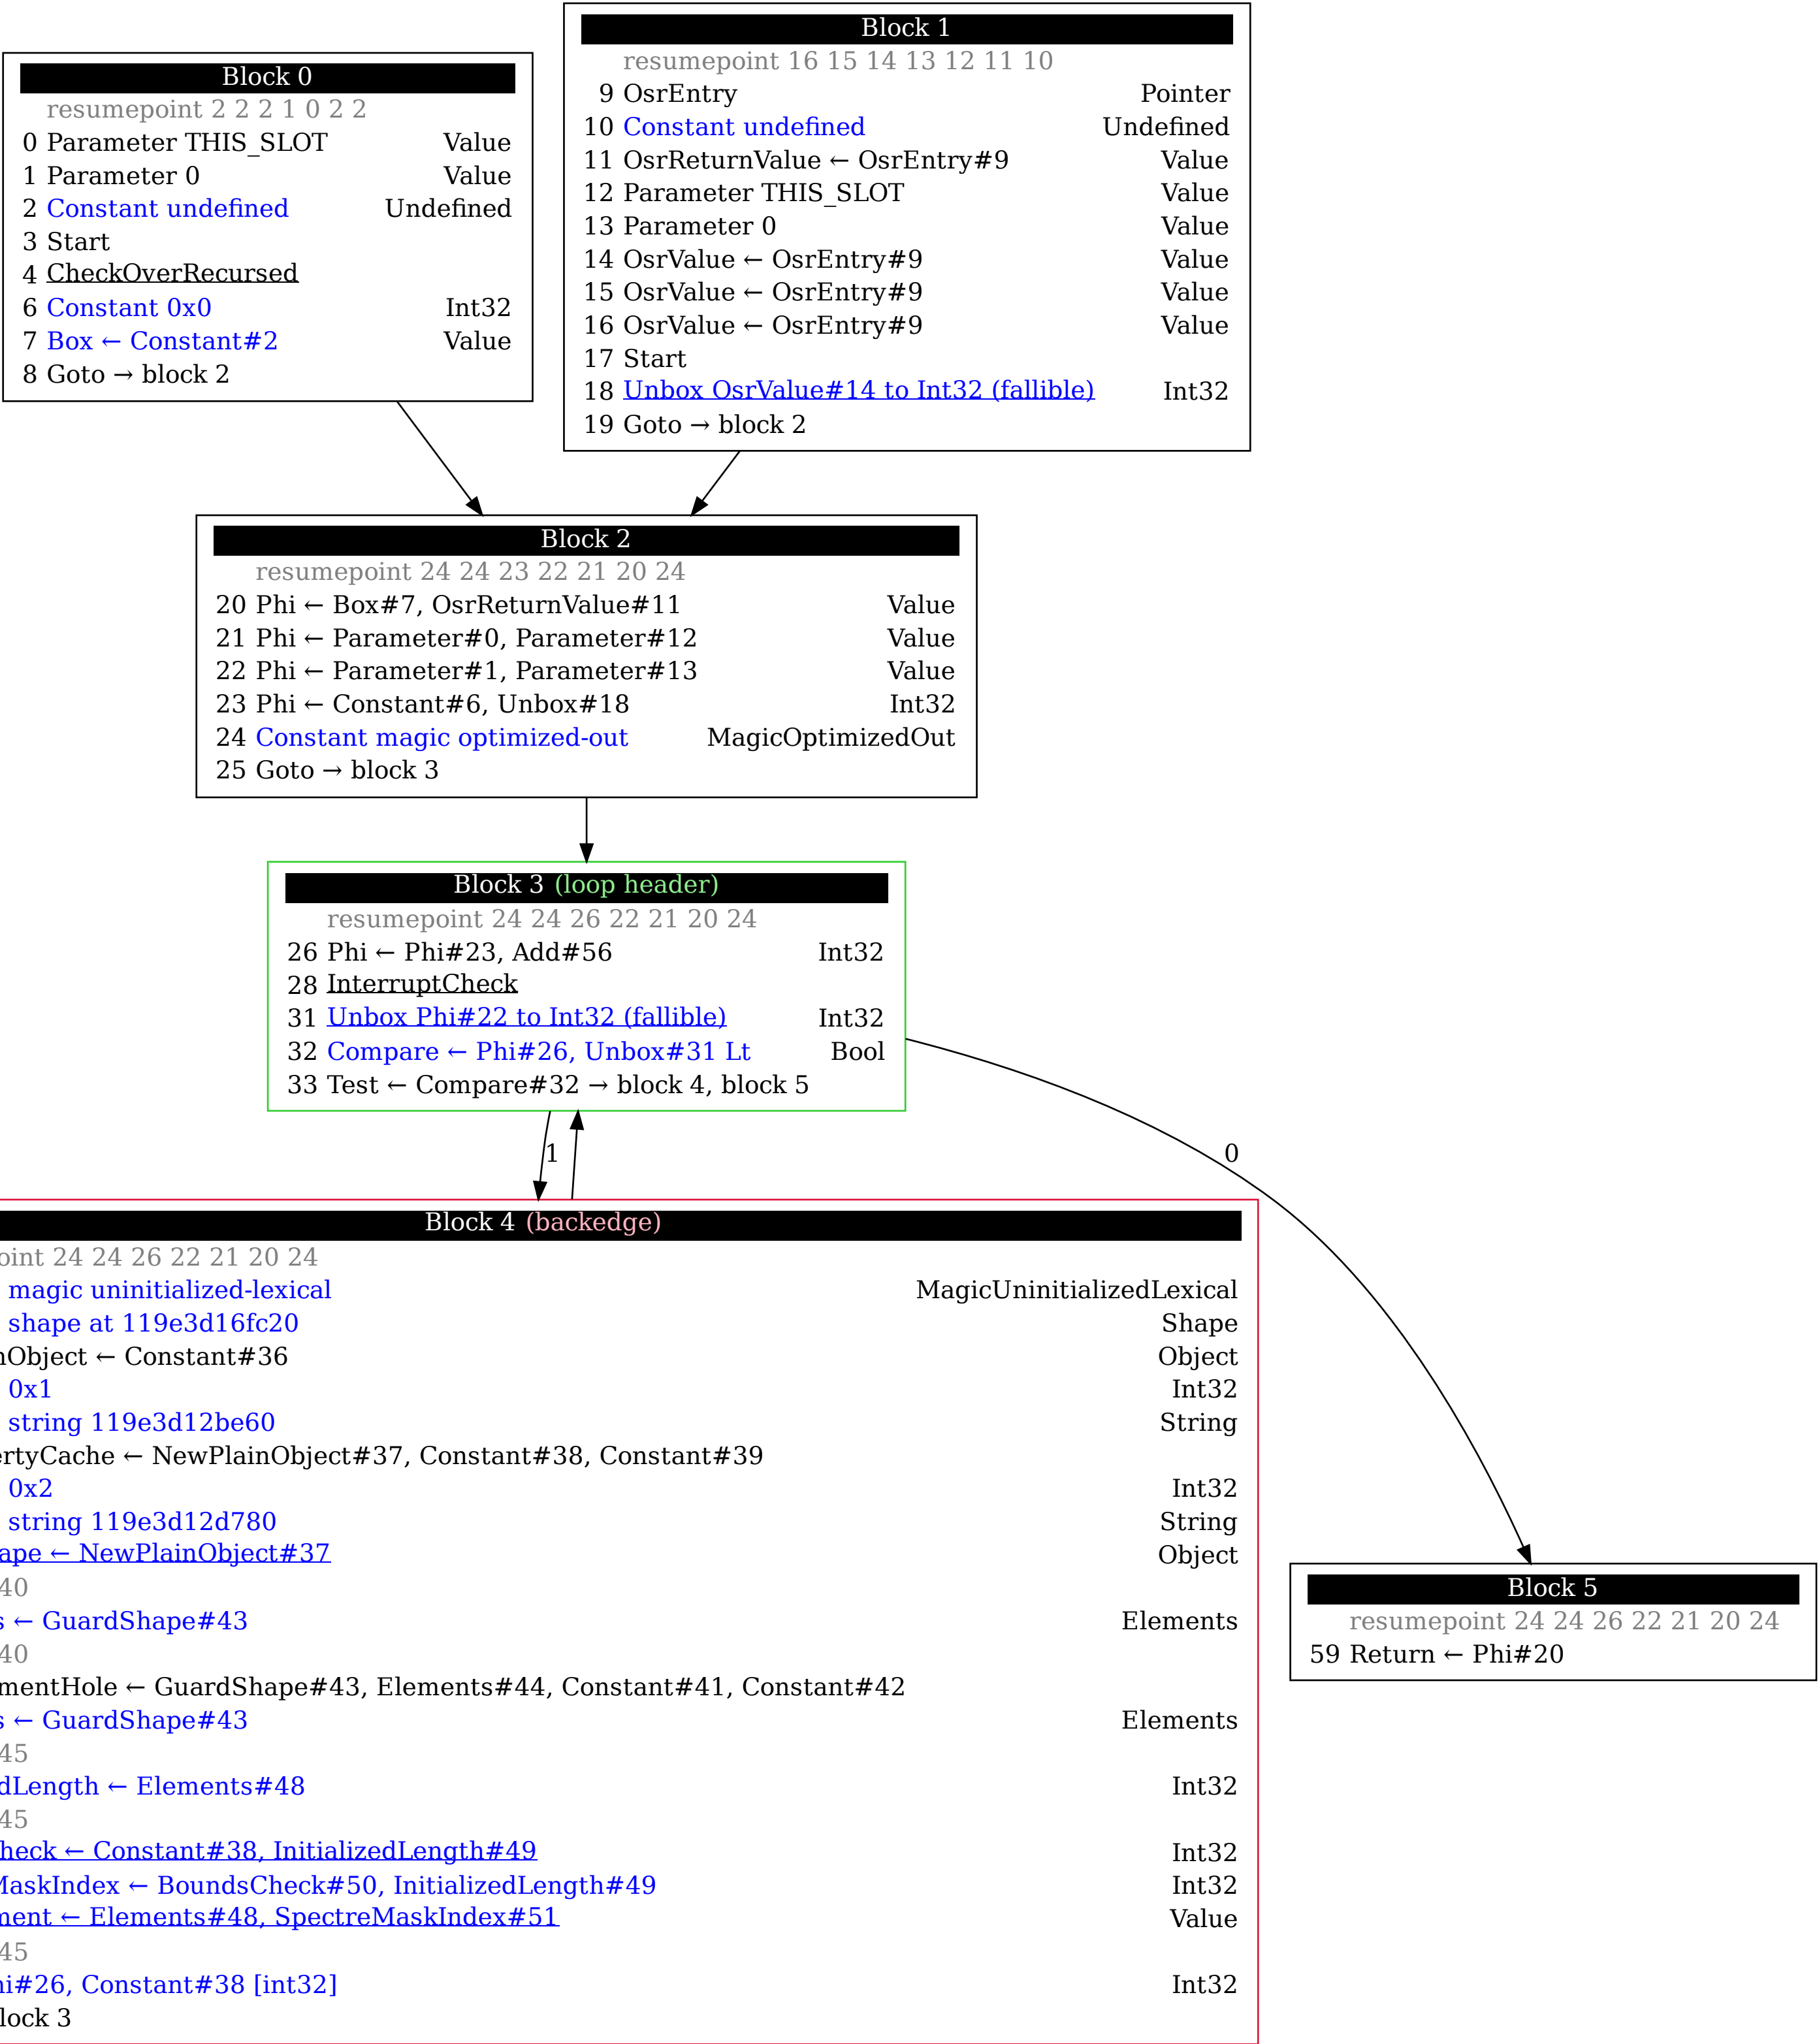 Block 0
resumepoint 2 2 2 1 0 2 2
0 Parameter THIS_SLOT Value
1 Parameter 0 Value
2 Constant undefined Undefined
3 Start
4 CheckOverRecursed
6 Constant 0x0 Int32
7 Box ← Constant#2 Value
8 Goto → block 2
Block 1
resumepoint 16 15 14 13 12 11 10
9 OsrEntry Pointer
10 Constant undefined Undefined
11 OsrReturnValue ← OsrEntry#9 Value
12 Parameter THIS_SLOT Value
13 Parameter 0 Value
14 OsrValue ← OsrEntry#9 Value
15 OsrValue ← OsrEntry#9 Value
16 OsrValue ← OsrEntry#9 Value
17 Start
18 Unbox OsrValue#14 to Int32 (fallible) Int32
19 Goto → block 2
Block 2
resumepoint 24 24 23 22 21 20 24
20 Phi ← Box#7, OsrReturnValue#11 Value
21 Phi ← Parameter#0, Parameter#12 Value
22 Phi ← Parameter#1, Parameter#13 Value
23 Phi ← Constant#6, Unbox#18 Int32
24 Constant magic optimized-out MagicOptimizedOut
25 Goto → block 3
Block 3 (loop header)
resumepoint 24 24 26 22 21 20 24
26 Phi ← Phi#23, Add#56 Int32
28 InterruptCheck
31 Unbox Phi#22 to Int32 (fallible) Int32
32 Compare ← Phi#26, Unbox#31 Lt Bool
33 Test ← Compare#32 → block 4, block 5
1
0
Block 4 (backedge)
oint 24 24 26 22 21 20 24
magic uninitialized-lexical MagicUninitializedLexical
shape at 119e3d16fc20 Shape
nObject ← Constant#36 Object
0x1 Int32
string 119e3d12be60 String
ertyCache ← NewPlainObject#37, Constant#38, Constant#39
0x2 Int32
string 119e3d12d780 String
ape ← NewPlainObject#37 Object
40
s ← GuardShape#43 Elements
40
mentHole ← GuardShape#43, Elements#44, Constant#41, Constant#42
s ← GuardShape#43 Elements
45
dLength ← Elements#48 Int32
45
heck ← Constant#38, InitializedLength#49 Int32
MaskIndex ← BoundsCheck#50, InitializedLength#49 Int32
ment ← Elements#48, SpectreMaskIndex#51 Value
45
hi#26, Constant#38 [int32] Int32
lock 3
Block 5
resumepoint 24 24 26 22 21 20 24
59 Return ← Phi#20